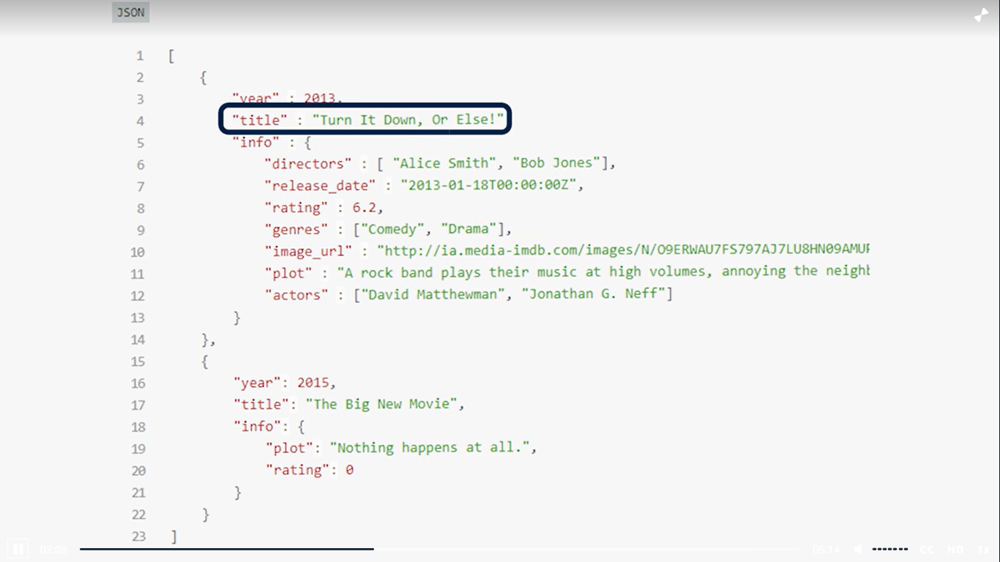 JSON
1 [
2 {
3 "year" : 2013,
4 "title" : "Turn It Down, Or Else!"
5 "info" : {
6 "directors" : [ "Alice Smith", "Bob Jones"],
7 "release_date" : "2013-01-18T00:00:00Z",
8 "rating" : 6.2,
9 "genres" : ["Comedy", "Drama"],
10 "image_url" : "http://ia.media-imdb.com/images/N/O9ERWAU7FS797AJ7LU8HN09AMUP
11 "plot" : "A rock band plays their music at high volumes, annoying the neighb
12 "actors" : ["David Matthewman", "Jonathan G. Neff"]
13 }
14 },
15 {
16 "year": 2015,
17 "title": "The Big New Movie",
18 "info": {
19 "plot": "Nothing happens at all.",
20 "rating": 0
21 }
22 }
23 ]
02:08 05:14 CC HD 1x